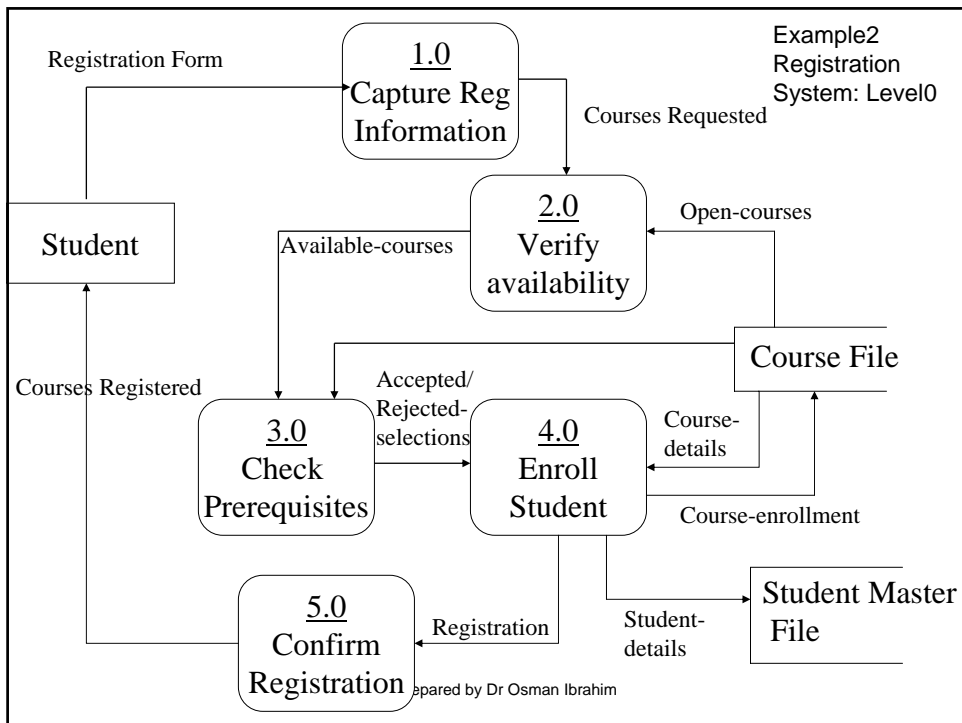 Example2
Registration
System: Level0
Registration Form
1.0
Capture Reg
Information
Courses Requested
Student
2.0
Verify
availability
Open-courses
Available-courses
Course File
Courses Registered
Accepted/
Rejected-
selections
3.0
Check
Prerequisites
4.0
Enroll
Student
Course-
details
Course-enrollment
Student Master
File
Student-
details
Registration
5.0
Confirm
Registration
epared by Dr Osman Ibrahim